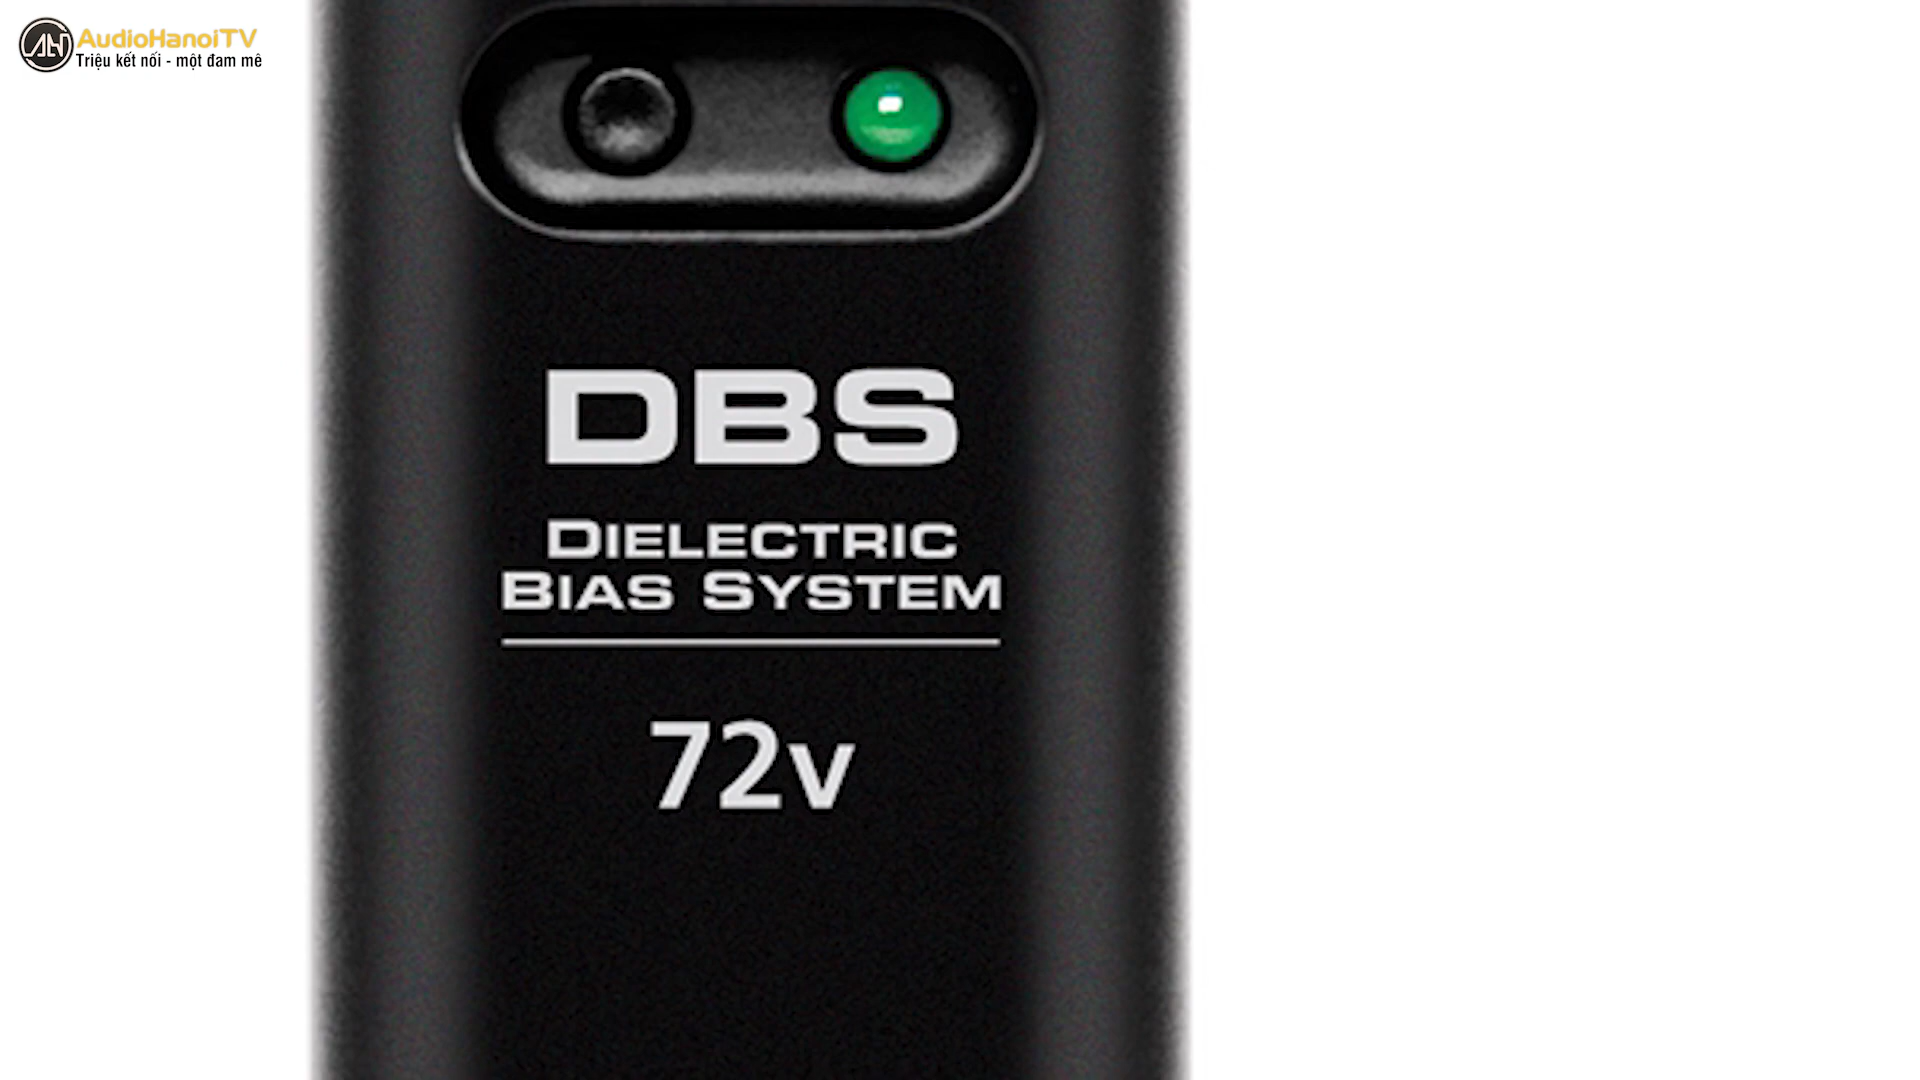 AudioHanoiTV
Triệu kết nối - một đam mê
DBS
DIELECTRIC
BIAS SYSTEM
72v